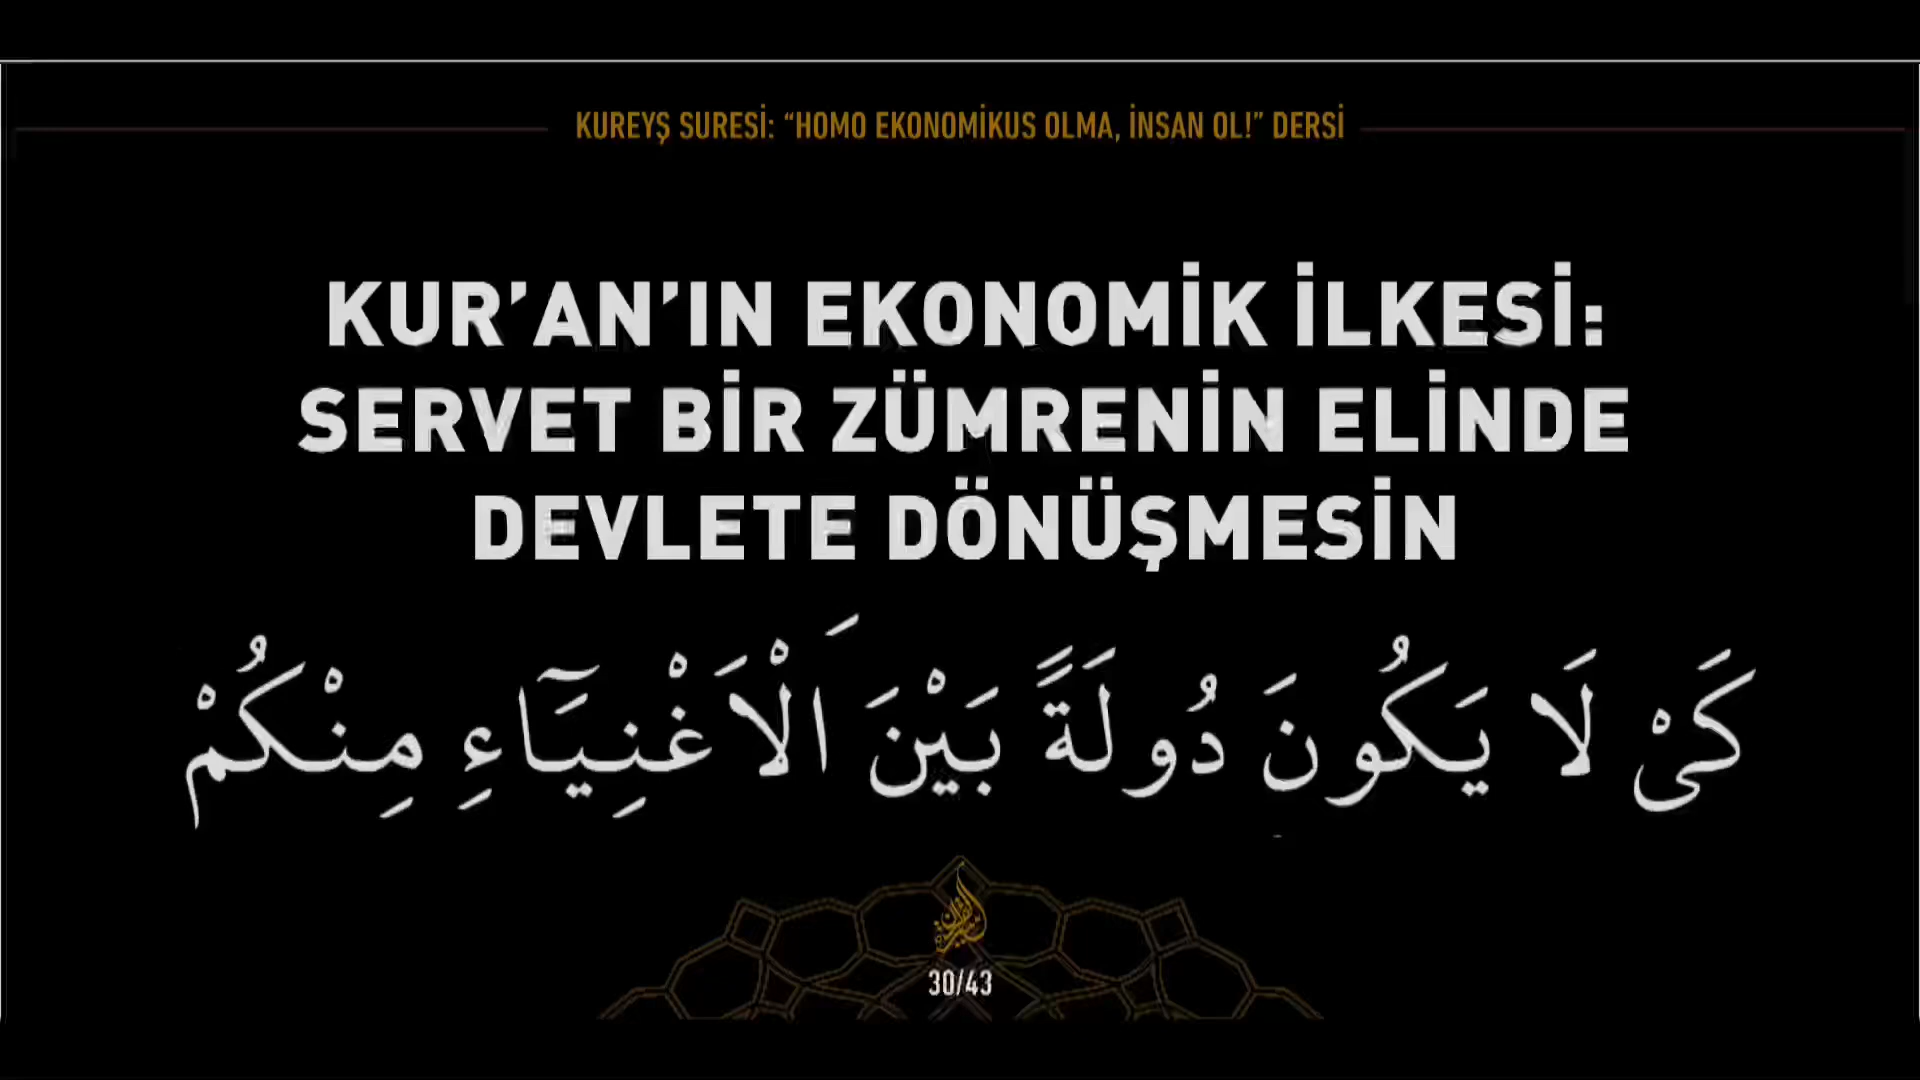 KUREYŞ SURESİ: “HOMO EKONOMİKUS OLMA, İNSAN OL!” DERSİ
KUR’AN’IN EKONOMİK İLKESİ:
SERVET BİR ZÜMRENİN ELİNDE
DEVLETE DÖNÜŞMESİN
كَىْ لَا يَكُونَ دُولَةً بَيْنَ الْاَغْنِيَٓاءِ مِنْكُمْ
30/43